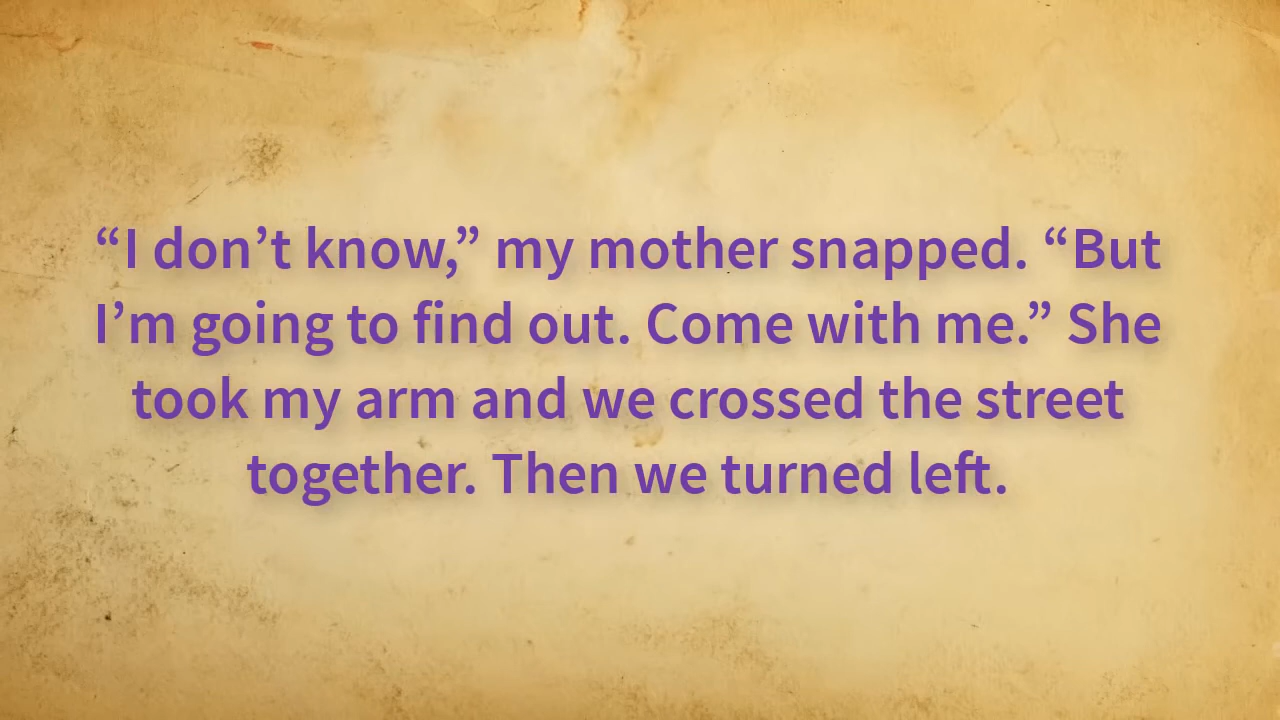 “I don’t know,” my mother snapped. “But
I’m going to find out. Come with me.” She
took my arm and we crossed the street
together. Then we turned left.